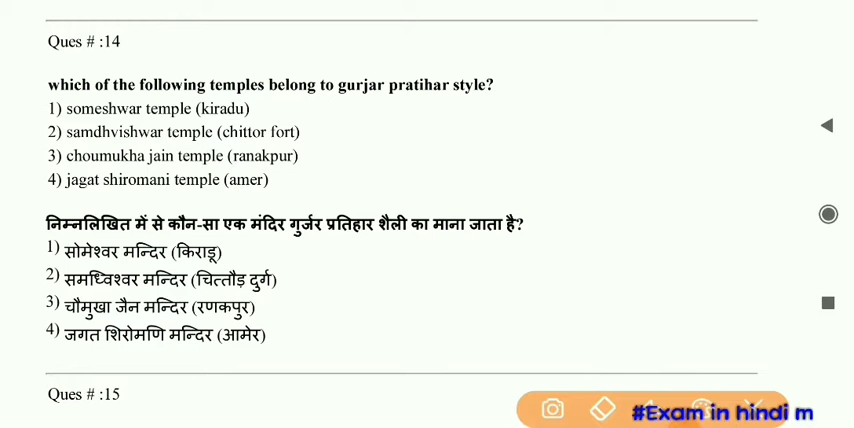 Ques # :14
which of the following temples belong to gurjar pratihar style?
1) someshwar temple (kiradu)
2) samdhvishwar temple (chittor fort)
3) choumukha jain temple (ranakpur)
4) jagat shiromani temple (amer)
निम्नलिखित में से कौन-सा एक मंदिर गुर्जर प्रतिहार शैली का माना जाता है?
1) सोमेश्वर मन्दिर (किराडू)
2) समध्विश्वर मन्दिर (चित्तौड़ दुर्ग)
3) चौमुखा जैन मन्दिर (रणकपुर)
4) जगत शिरोमणि मन्दिर (आमेर)
Ques # :15
#Exam in hindi m